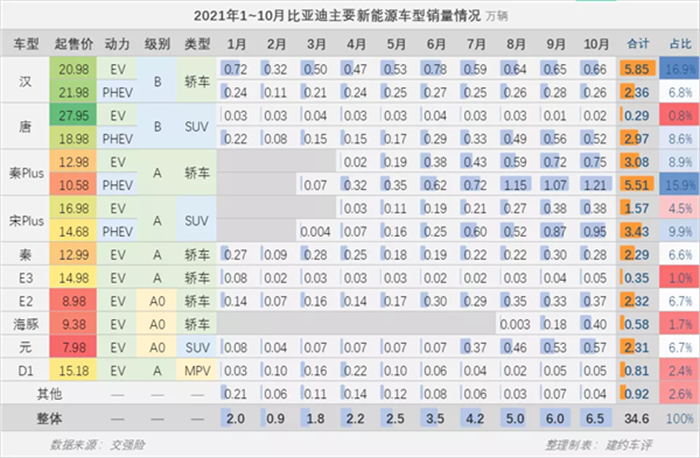 2021年1~10月比亚迪主要新能源车型销量情况 万辆
车型 起售价 动力 级别 类型 1月 2月 3月 4月 5月 6月 7月 8月 9月 10月 合计 占比
汉 20.98 EV B 轿车 0.72 0.32 0.50 0.47 0.53 0.78 0.59 0.64 0.65 0.66 5.85 16.9%
21.98 PHEV 0.24 0.11 0.21 0.24 0.24 0.27 0.25 0.26 0.28 0.26 2.36 6.8%
唐 27.95 EV B SUV 0.03 0.03 0.04 0.03 0.03 0.04 0.03 0.03 0.01 0.02 0.29 0.8%
18.98 PHEV 0.22 0.08 0.15 0.15 0.17 0.29 0.33 0.49 0.56 0.52 2.97 8.6%
秦Plus 12.98 EV A 轿车 0.02 0.19 0.38 0.43 0.59 0.72 0.75 3.08 8.9%
10.58 PHEV 0.07 0.32 0.35 0.62 0.72 1.15 1.07 1.21 5.51 15.9%
宋Plus 16.98 EV A SUV 0.03 0.11 0.19 0.21 0.27 0.38 0.38 1.57 4.5%
14.68 PHEV 0.004 0.07 0.16 0.25 0.60 0.52 0.87 0.95 3.43 9.9%
秦 12.99 EV A 轿车 0.27 0.09 0.28 0.25 0.18 0.19 0.22 0.26 0.28 0.28 2.29 6.6%
E3 14.98 EV A 轿车 0.08 0.02 0.03 0.03 0.03 0.02 0.03 0.03 0.04 0.05 0.35 1.0%
E2 8.98 EV A0 轿车 0.14 0.07 0.16 0.14 0.17 0.30 0.29 0.35 0.33 0.37 2.32 6.7%
海豚 9.38 EV A0 轿车 0.003 0.18 0.40 0.58 1.7%
元 7.98 EV A0 SUV 0.08 0.04 0.07 0.07 0.07 0.07 0.37 0.46 0.53 0.57 2.31 6.7%
D1 15.18 EV A MPV 0.03 0.10 0.16 0.22 0.10 0.06 0.04 0.02 0.04 0.05 0.81 2.4%
其他 — — — — 0.21 0.06 0.11 0.14 0.12 0.08 0.06 0.03 0.07 0.04 0.92 2.6%
整体 — — — — 2.0 0.9 1.8 2.2 2.5 3.5 4.2 5.0 6.0 6.5 34.6 100%
数据来源：交强险 整理制表：建约车评